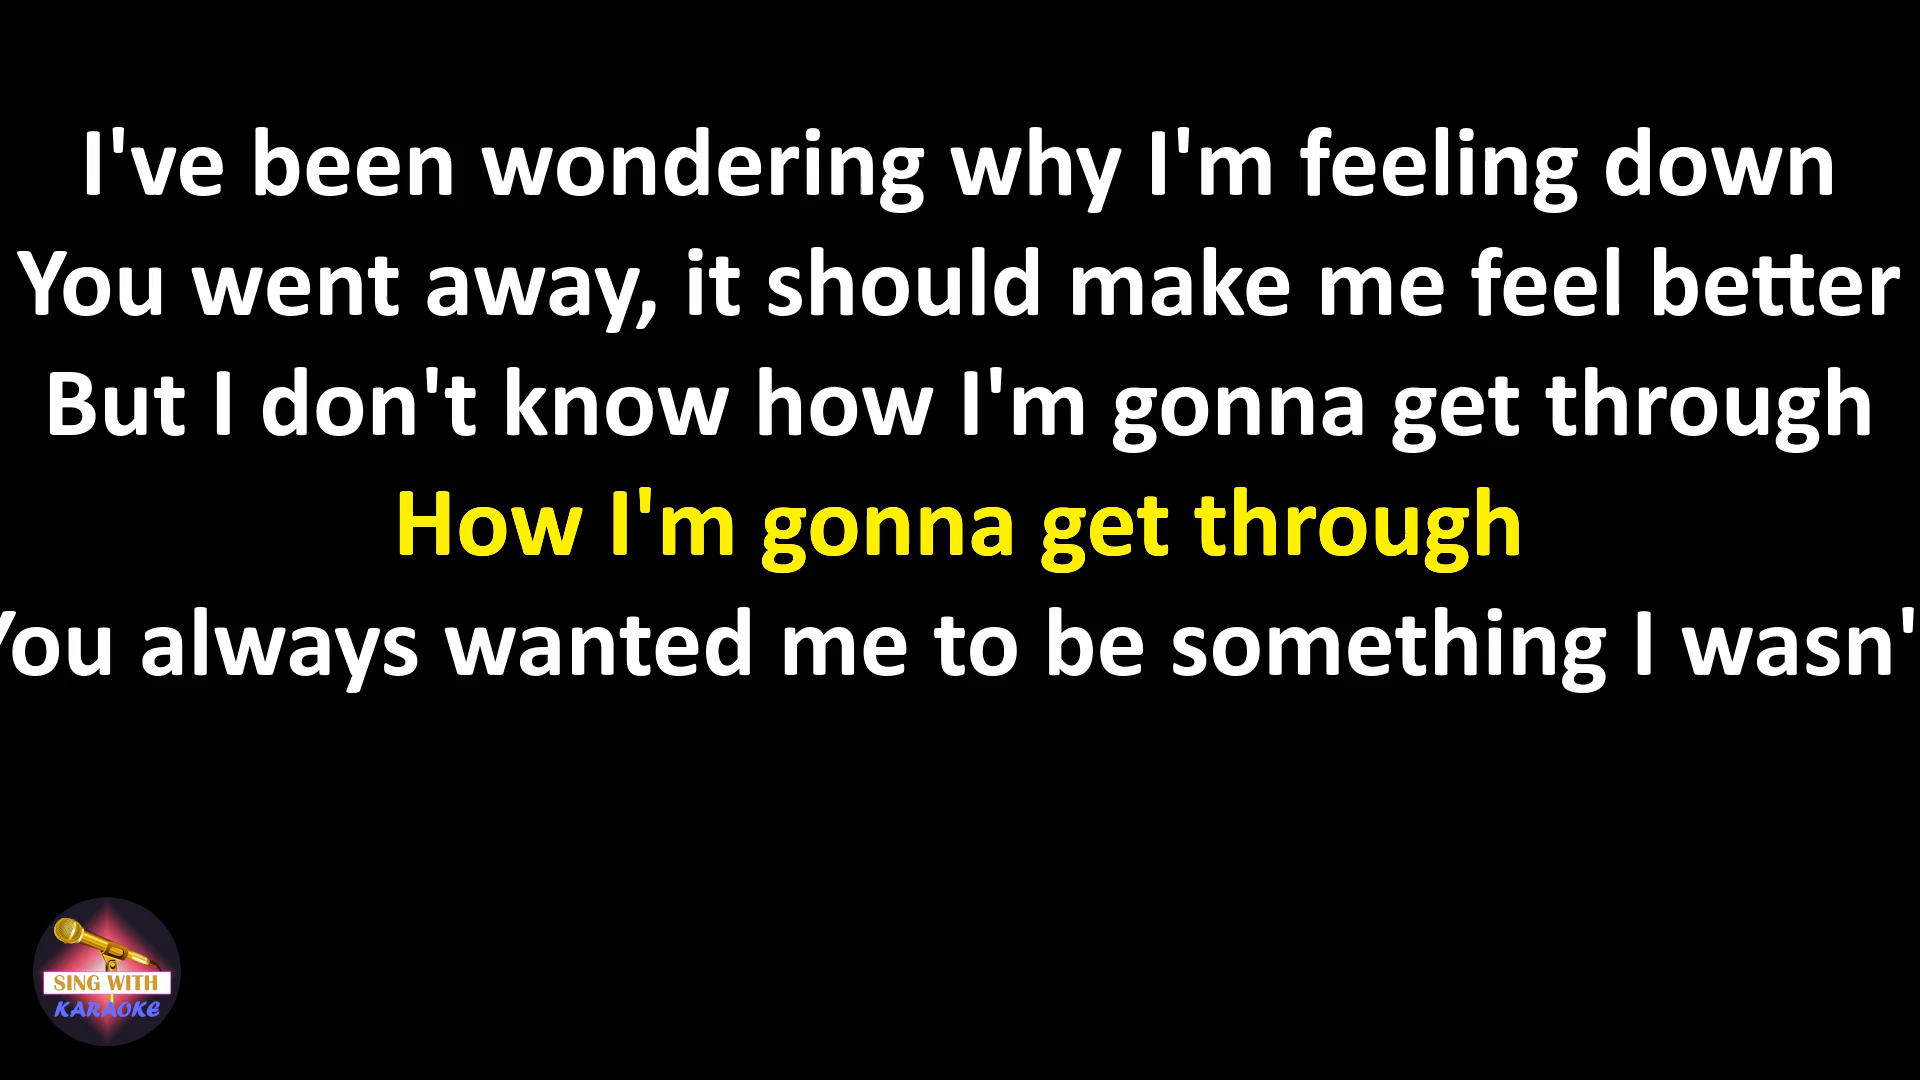 I've been wondering why I'm feeling down
You went away, it should make me feel better
But I don't know how I'm gonna get through
How I'm gonna get through
You always wanted me to be something I wasn'
SING WITH
KARAOKE